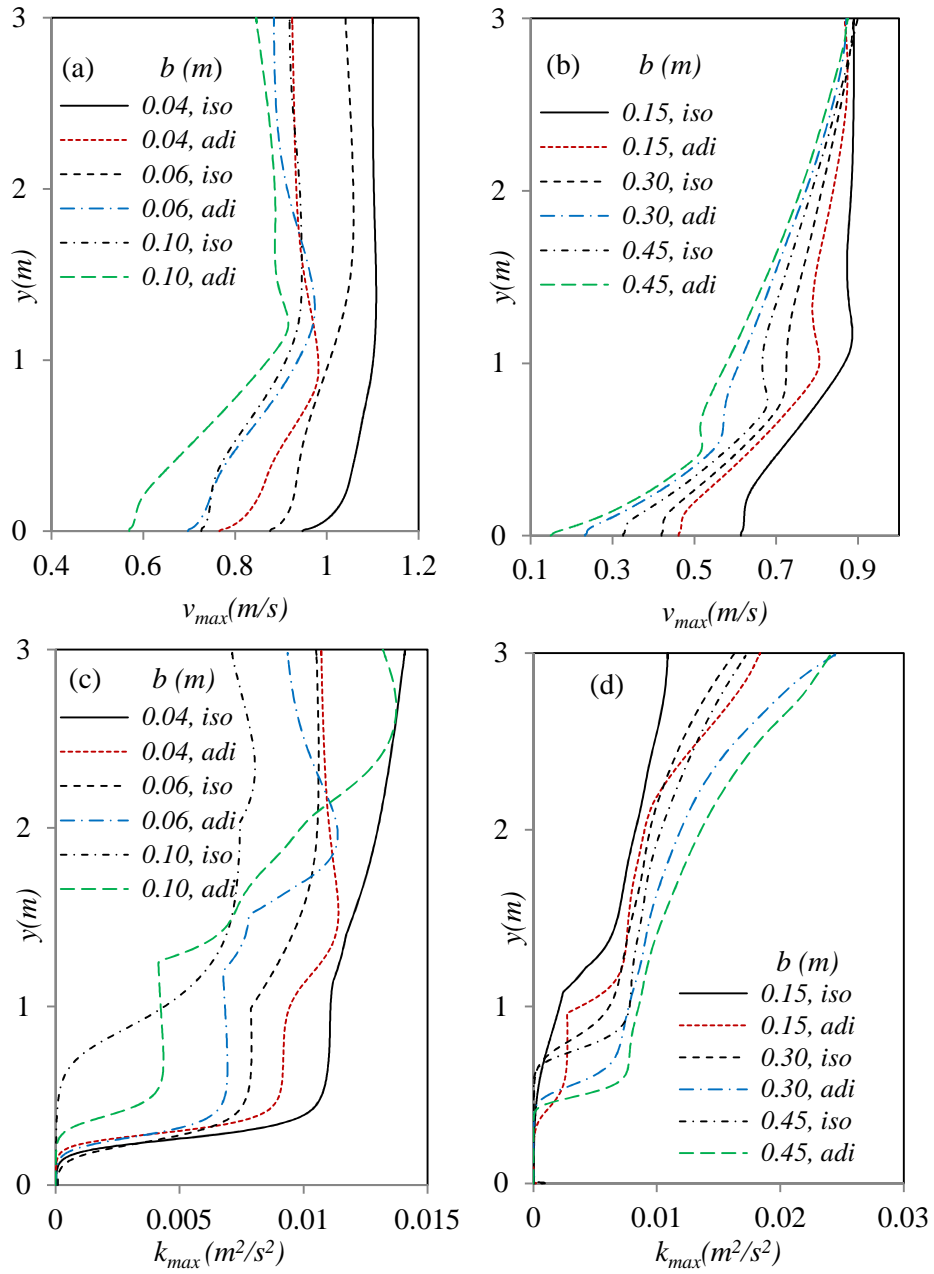 3
(a) b (m)
0.04, iso
0.04, adi
0.06, iso
0.06, adi
0.10, iso
0.10, adi
2
1
0
y(m)
0.4 0.6 0.8 1 1.2
vmax(m/s)
3
(b) b (m)
0.15, iso
0.15, adi
0.30, iso
0.30, adi
0.45, iso
0.45, adi
2
1
0
y(m)
0.1 0.3 0.5 0.7 0.9
vmax(m/s)
3
(c) b (m)
0.04, iso
0.04, adi
0.06, iso
0.06, adi
0.10, iso
0.10, adi
2
1
0
y(m)
0 0.005 0.01 0.015
kmax(m²/s²)
3
(d)
2
1
0
y(m)
b (m)
0.15, iso
0.15, adi
0.30, iso
0.30, adi
0.45, iso
0.45, adi
0 0.01 0.02 0.03
kmax(m²/s²)